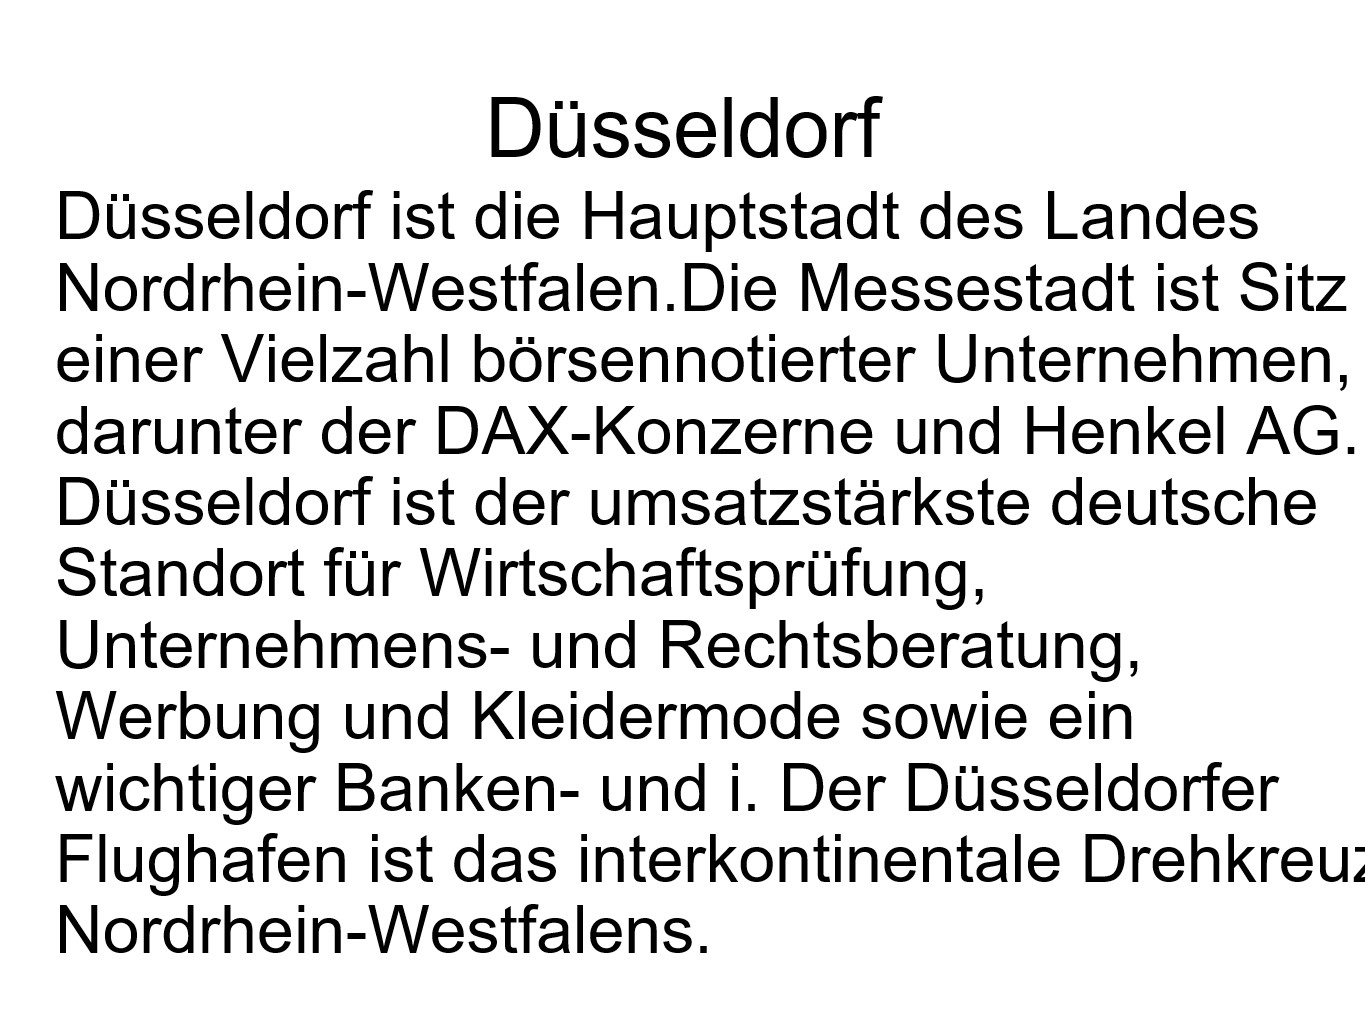 Düsseldorf
Düsseldorf ist die Hauptstadt des Landes
Nordrhein-Westfalen.Die Messestadt ist Sitz
einer Vielzahl börsennotierter Unternehmen,
darunter der DAX-Konzerne und Henkel AG.
Düsseldorf ist der umsatzstärkste deutsche
Standort für Wirtschaftsprüfung,
Unternehmens- und Rechtsberatung,
Werbung und Kleidermode sowie ein
wichtiger Banken- und i. Der Düsseldorfer
Flughafen ist das interkontinentale Drehkreuz
Nordrhein-Westfalens.